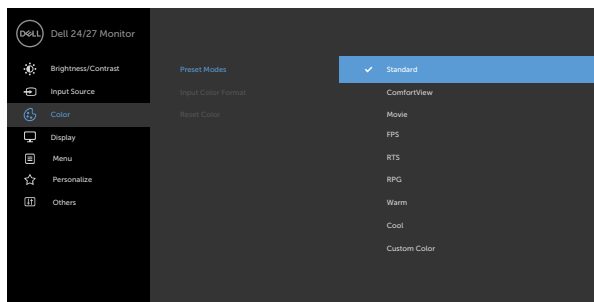 DELL
Dell 24/27 Monitor
Brightness/Contrast
Input Source
Color
Display
Menu
Personalize
Others
Preset Modes
Input Color Format
Reset Color
Standard
ComfortView
Movie
FPS
RTS
RPG
Warm
Cool
Custom Color